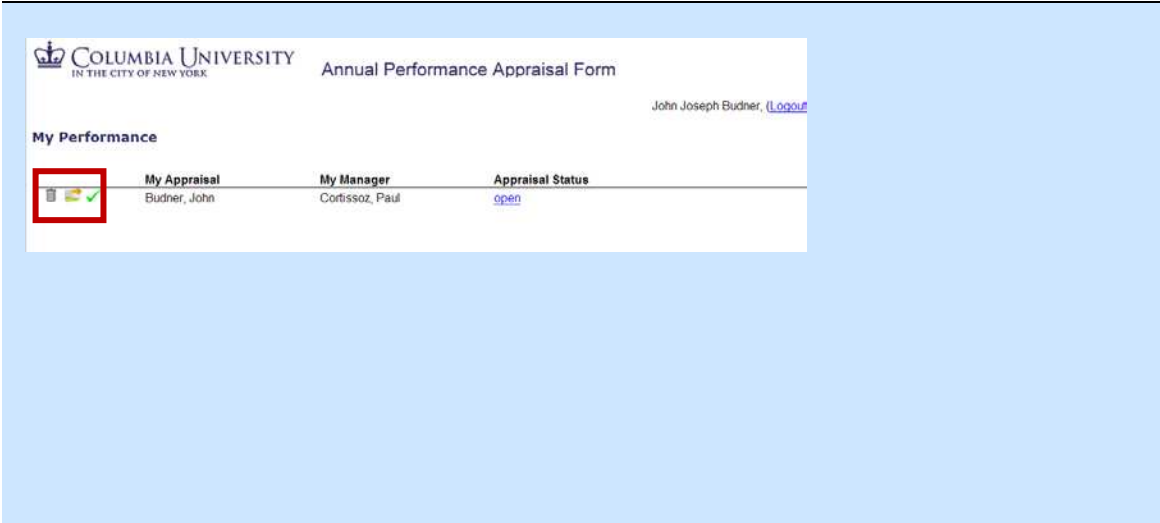 COLUMBIA UNIVERSITY
IN THE CITY OF NEW YORK
Annual Performance Appraisal Form
John Joseph Budner, (Logout
My Performance
My Appraisal My Manager Appraisal Status
Budner, John Cortissoz, Paul open